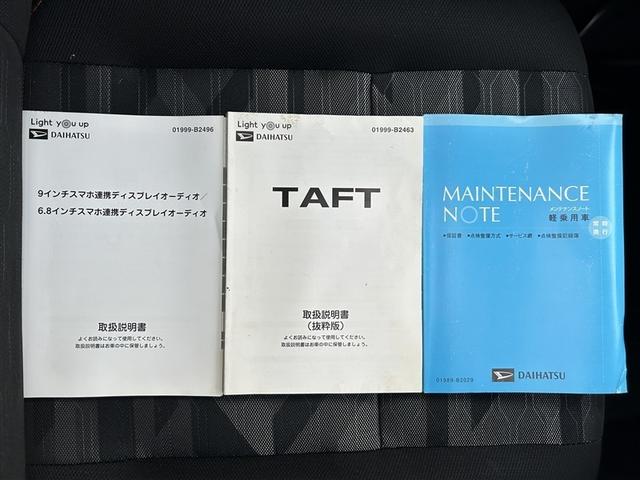 Light you up
DAIHATSU
01999-B2496
9インチスマホ連携ディスプレイオーディオ/
6.8インチスマホ連携ディスプレイオーディオ
取扱説明書
よくお読みになって使用してください。
取扱説明書はお車の中に保管しましょう。
Light you up
DAIHATSU
01999-B2463
TAFT
取扱説明書
(抜粋版)
よくお読みになって使用してください。
取扱説明書はお車の中に保管しましょう。
MAINTENANCE
NOTE
メンテナンスノート
軽乗用車
•保証書 •点検整備方式 •サービス網 •点検整備記録簿
常時
携行
01989-B2029
DAIHATSU